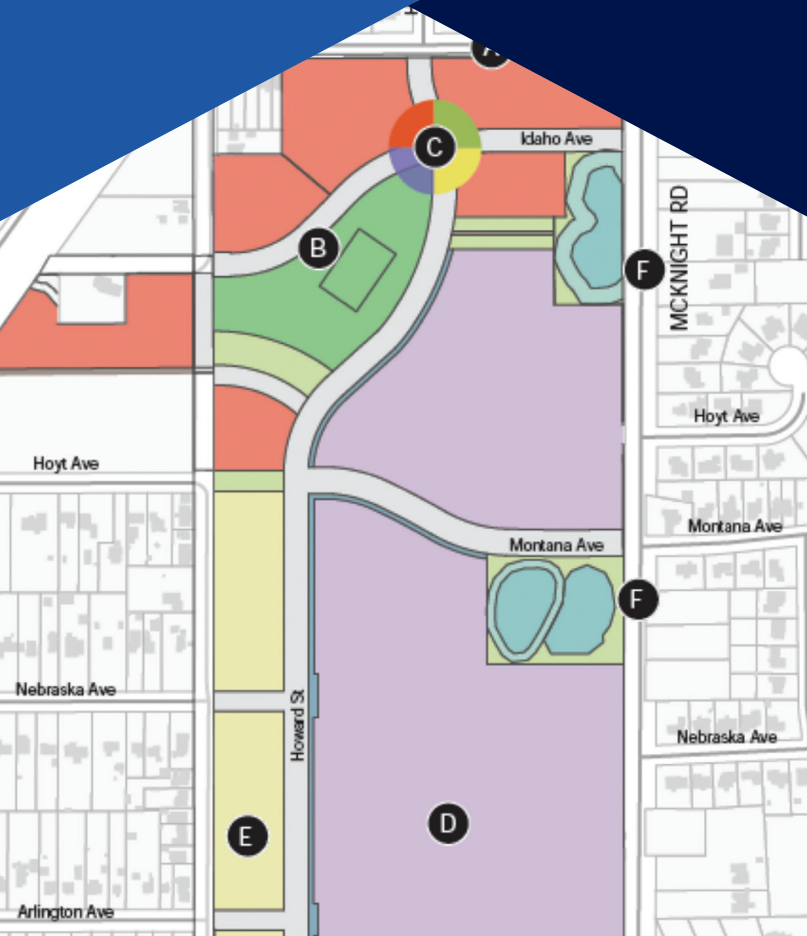 A
C
Idaho Ave
B
MCKNIGHT RD
F
Hoyt Ave
Hoyt Ave
Montana Ave
Montana Ave
F
Nebraska Ave
Howard St
Nebraska Ave
E
D
Arlington Ave